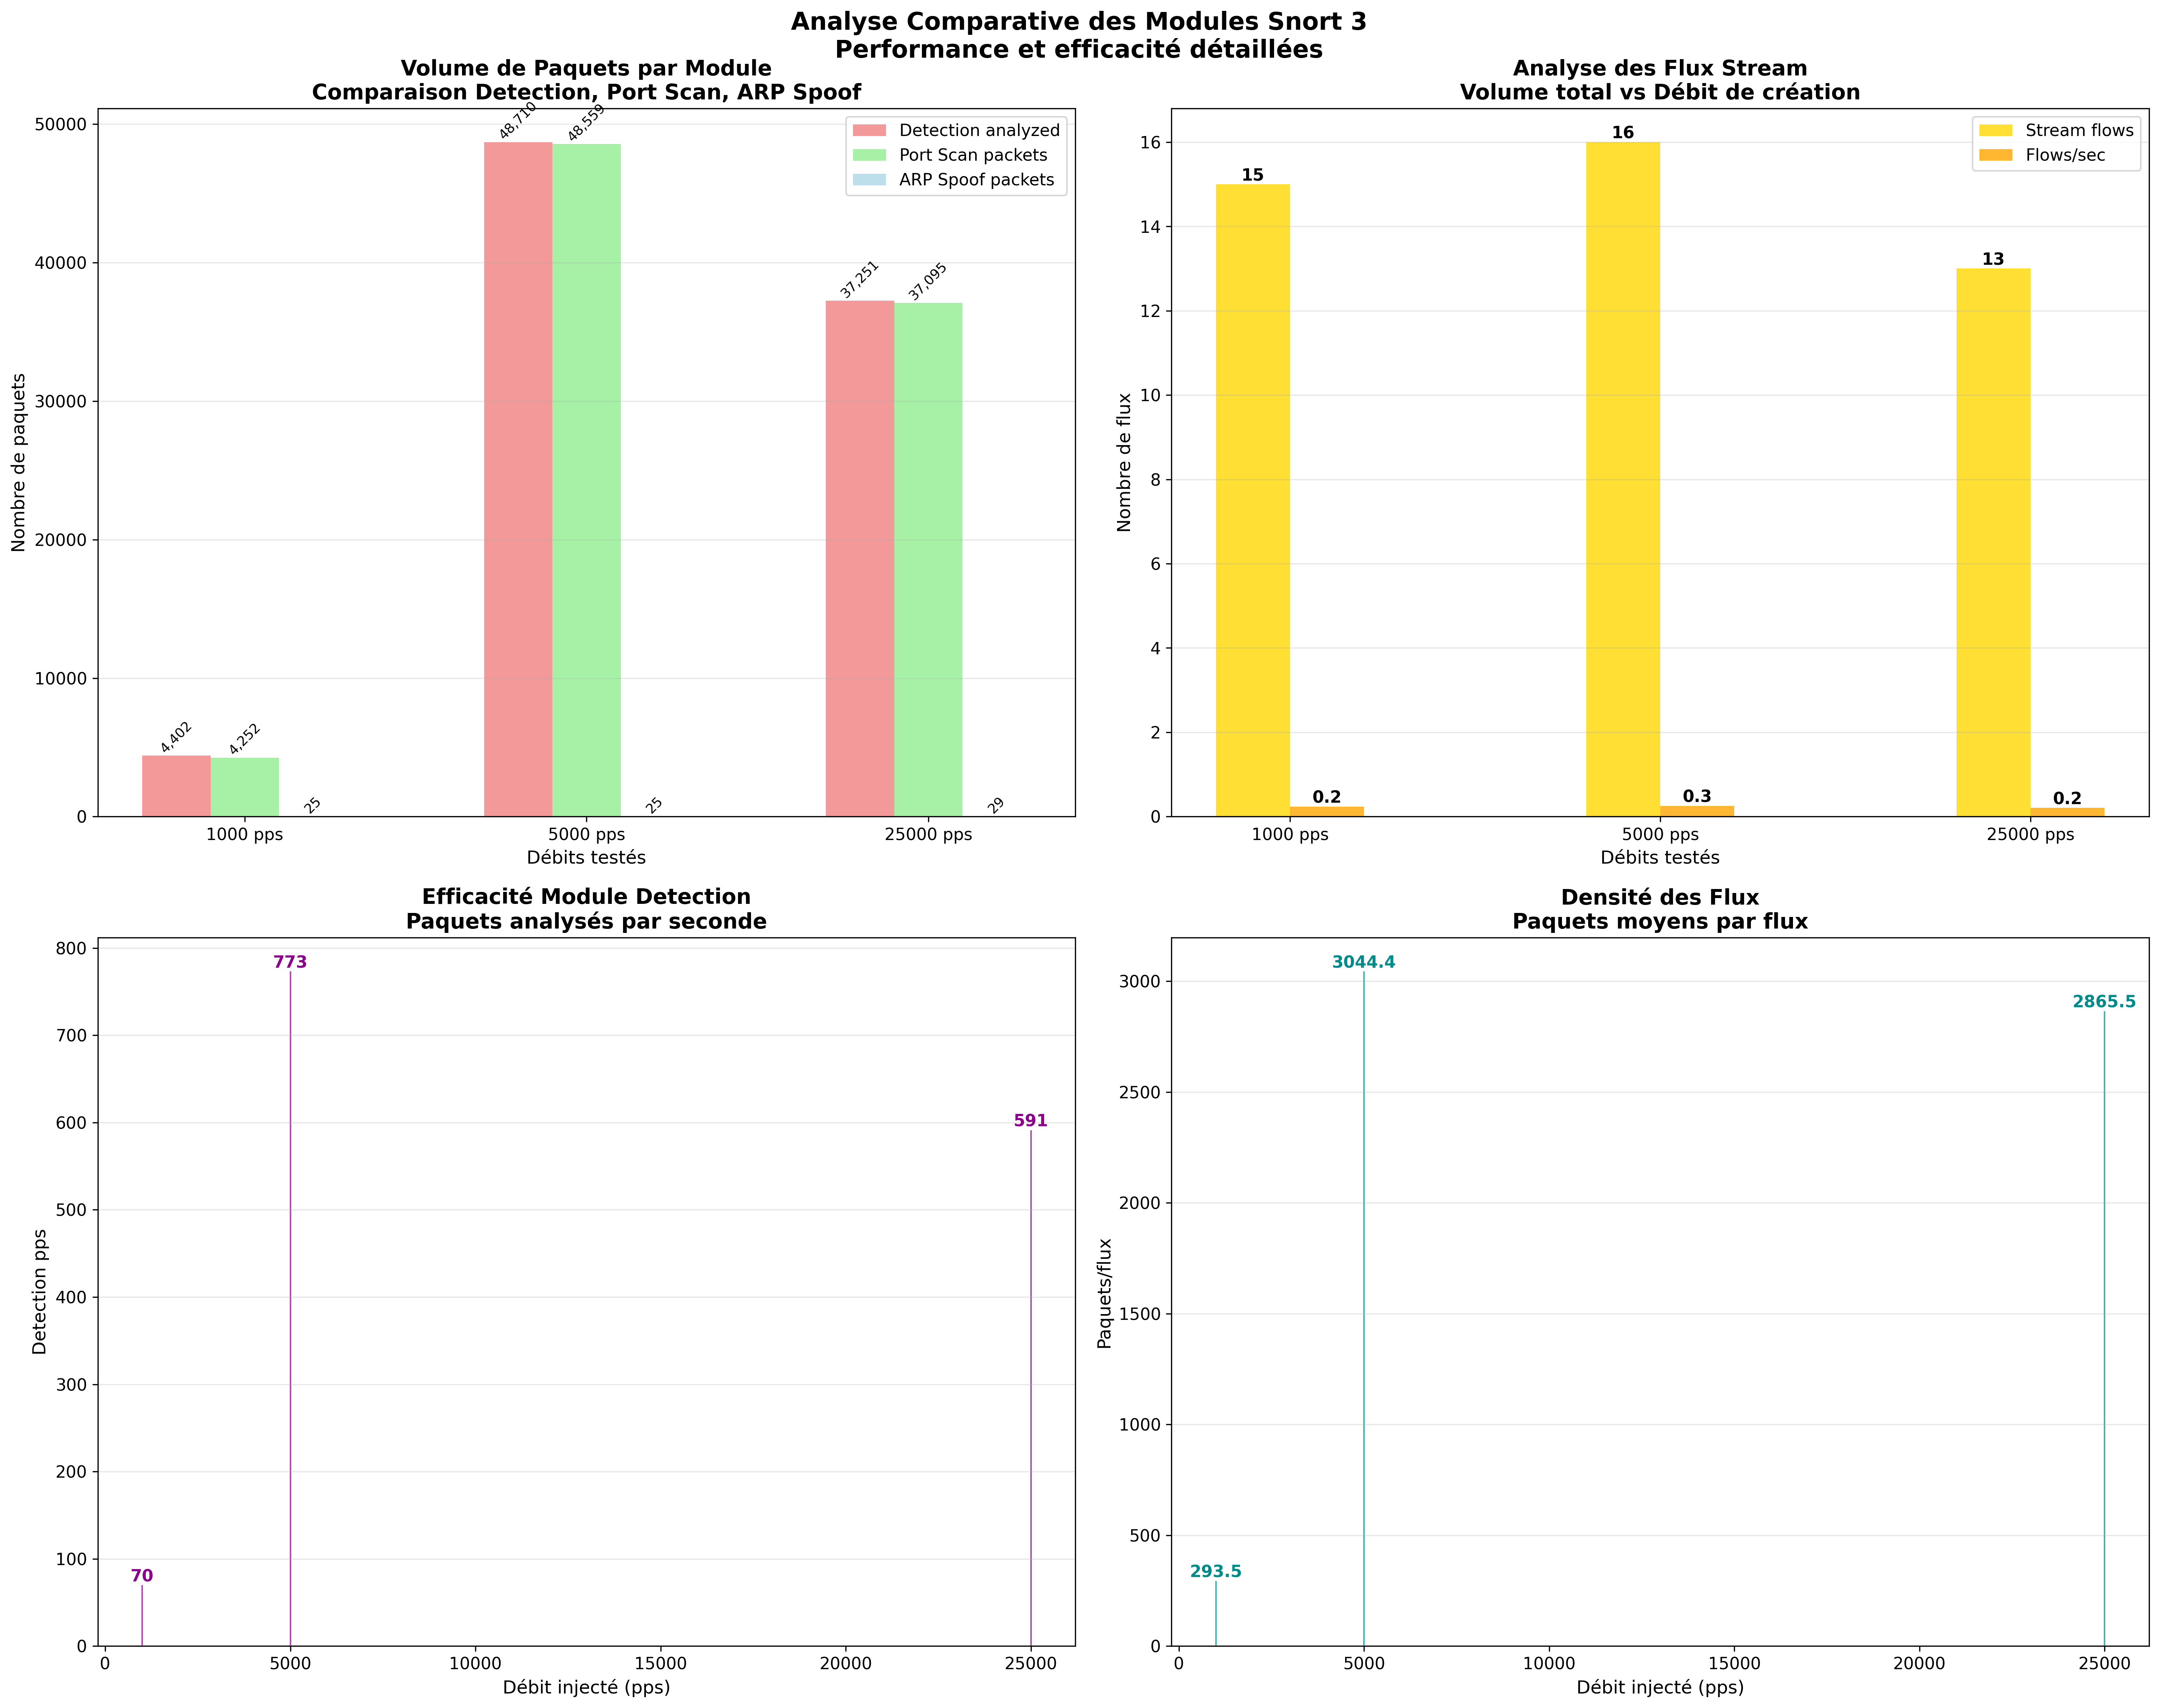 Analyse Comparative des Modules Snort 3
Performance et efficacité détaillées
Volume de Paquets par Module
Comparaison Detection, Port Scan, ARP Spoof
Nombre de paquets
50000
40000
30000
20000
10000
0
Detection analyzed
Port Scan packets
ARP Spoof packets
4,402
4,252
25
48,710
48,559
25
37,251
37,095
29
1000 pps
5000 pps
25000 pps
Débits testés
Analyse des Flux Stream
Volume total vs Débit de création
Nombre de flux
16
14
12
10
8
6
4
2
0
Stream flows
Flows/sec
15
0.2
16
0.3
13
0.2
1000 pps
5000 pps
25000 pps
Débits testés
Efficacité Module Detection
Paquets analysés par seconde
Detection pps
800
700
600
500
400
300
200
100
0
70
773
591
0
5000
10000
15000
20000
25000
Débit injecté (pps)
Densité des Flux
Paquets moyens par flux
Paquets/flux
3000
2500
2000
1500
1000
500
0
293.5
3044.4
2865.5
0
5000
10000
15000
20000
25000
Débit injecté (pps)